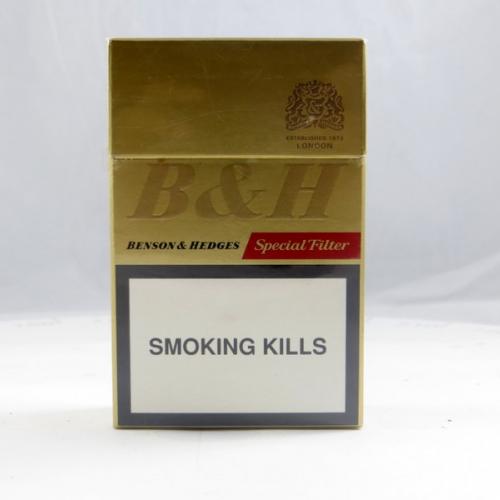 ESTABLISHED 1873
LONDON
B&H
BENSON & HEDGES Special Filter
SMOKING KILLS